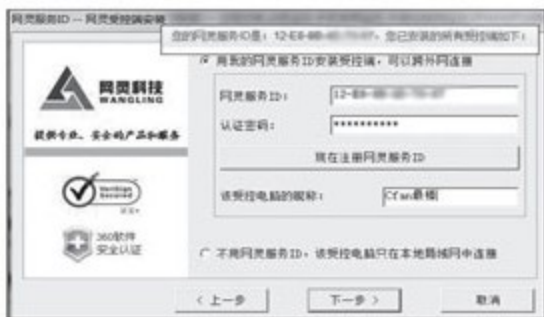 网灵服务ID -- 网灵受控端安装
您的网灵服务ID是: 12-E0-
您已安装的所有受控端如下:
用我的网灵服务ID安装受控端,可以跨外网连接
网灵科技
WANGLING
提供专业、安全的产品和服务
网灵服务ID:
12-E0-
认证密码:
**********
现在注册网灵服务ID
该受控电脑的昵称:
VeriSign
Secured
360软件
安全认证
不用网灵服务ID,该受控电脑只在本地局域网中连接
< 上一步
下一步 >
取消